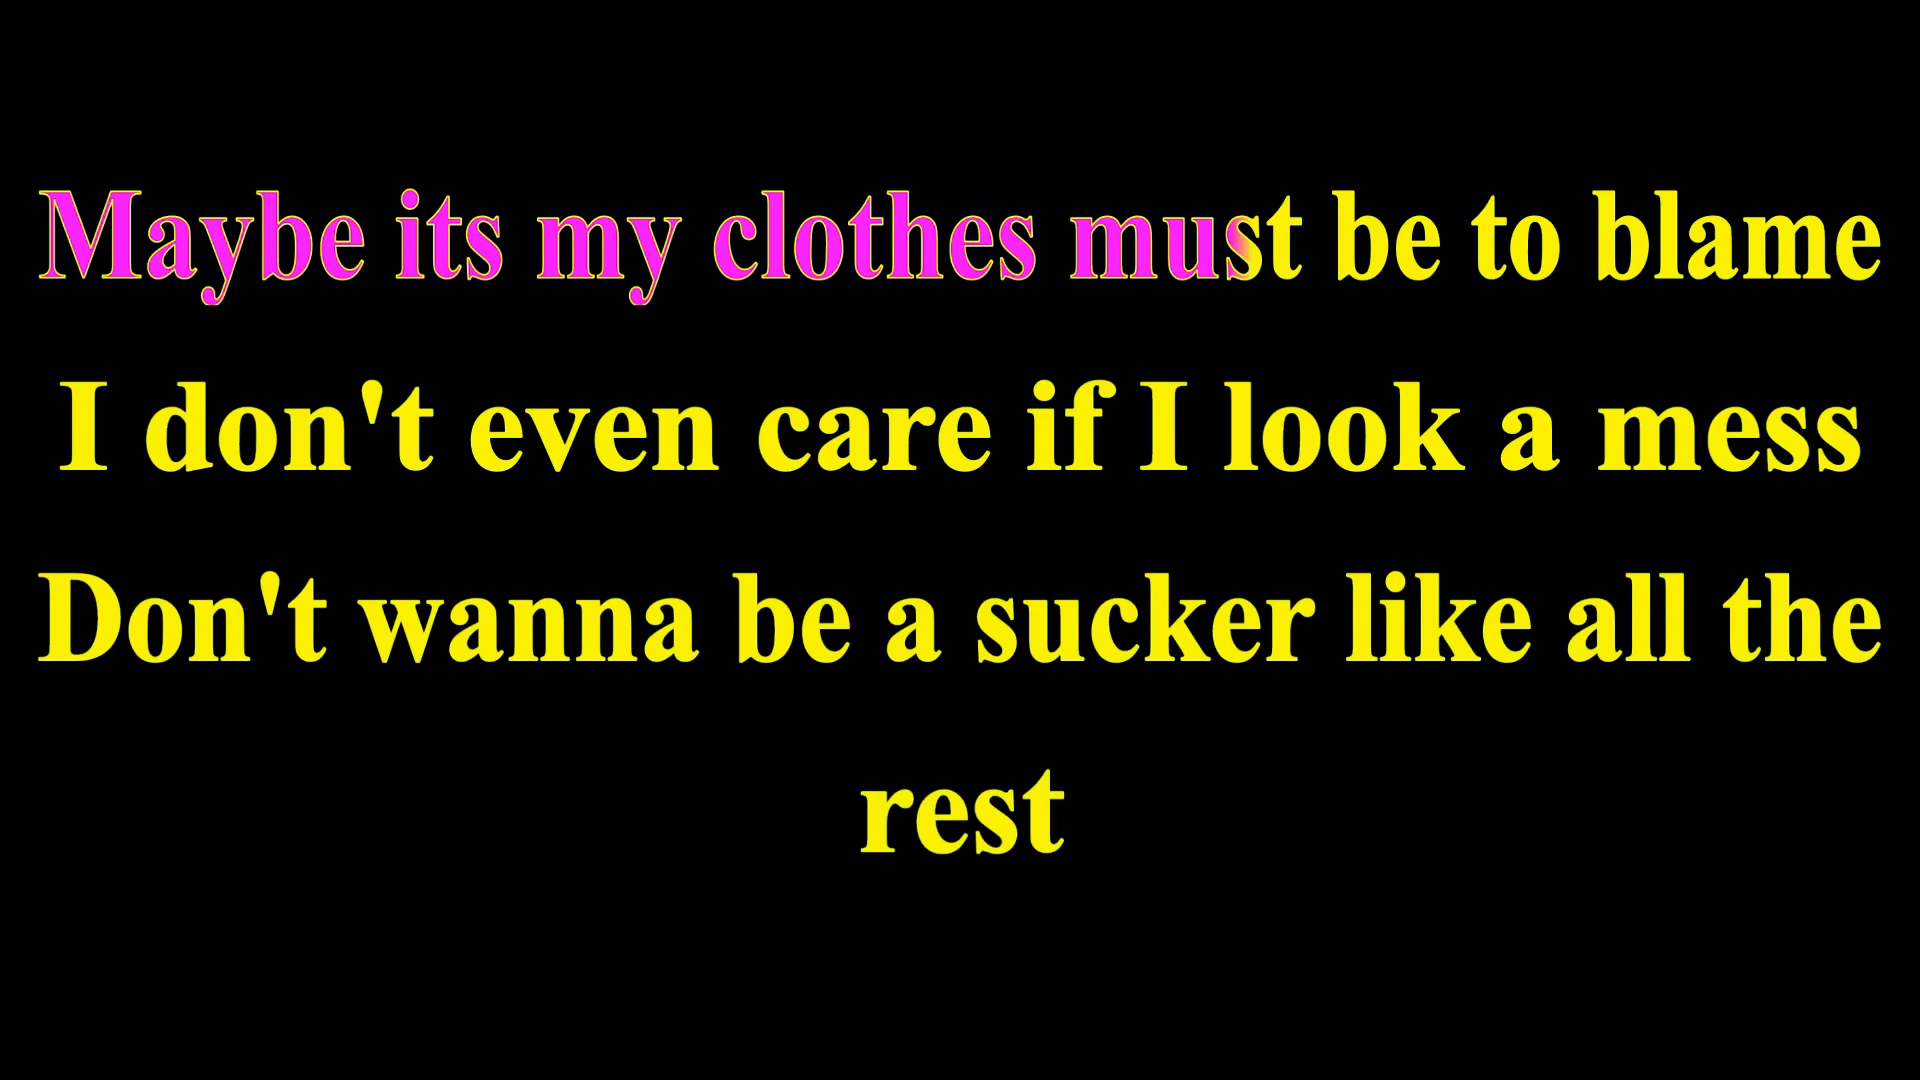 Maybe its my clothes must be to blame
I don't even care if I look a mess
Don't wanna be a sucker like all the
rest